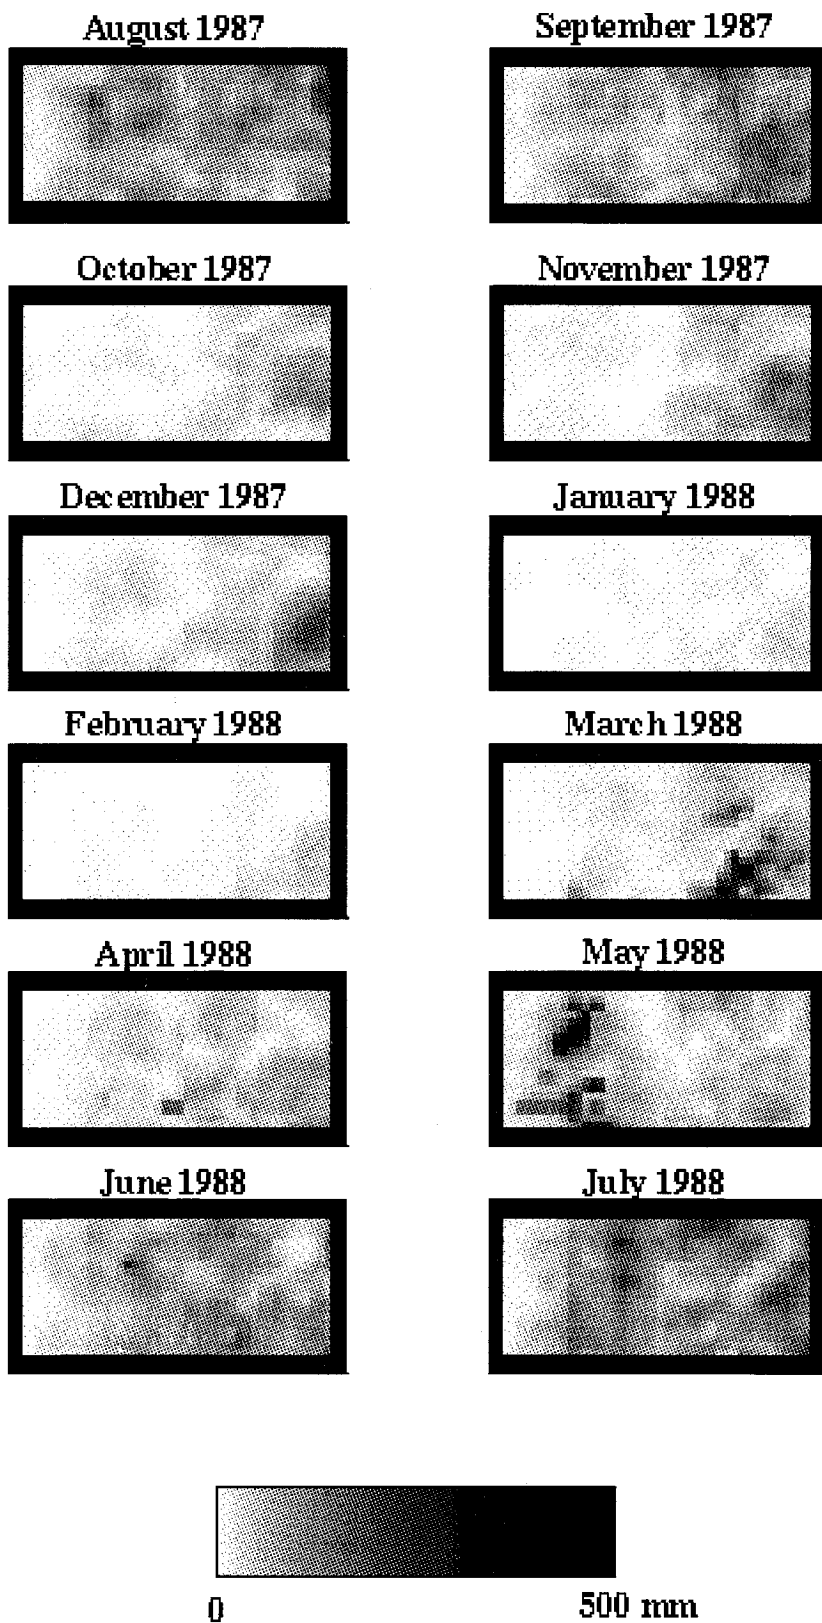 August 1987
September 1987
October 1987
November 1987
December 1987
January 1988
February 1988
March 1988
April 1988
May 1988
June 1988
July 1988
0
500 mm